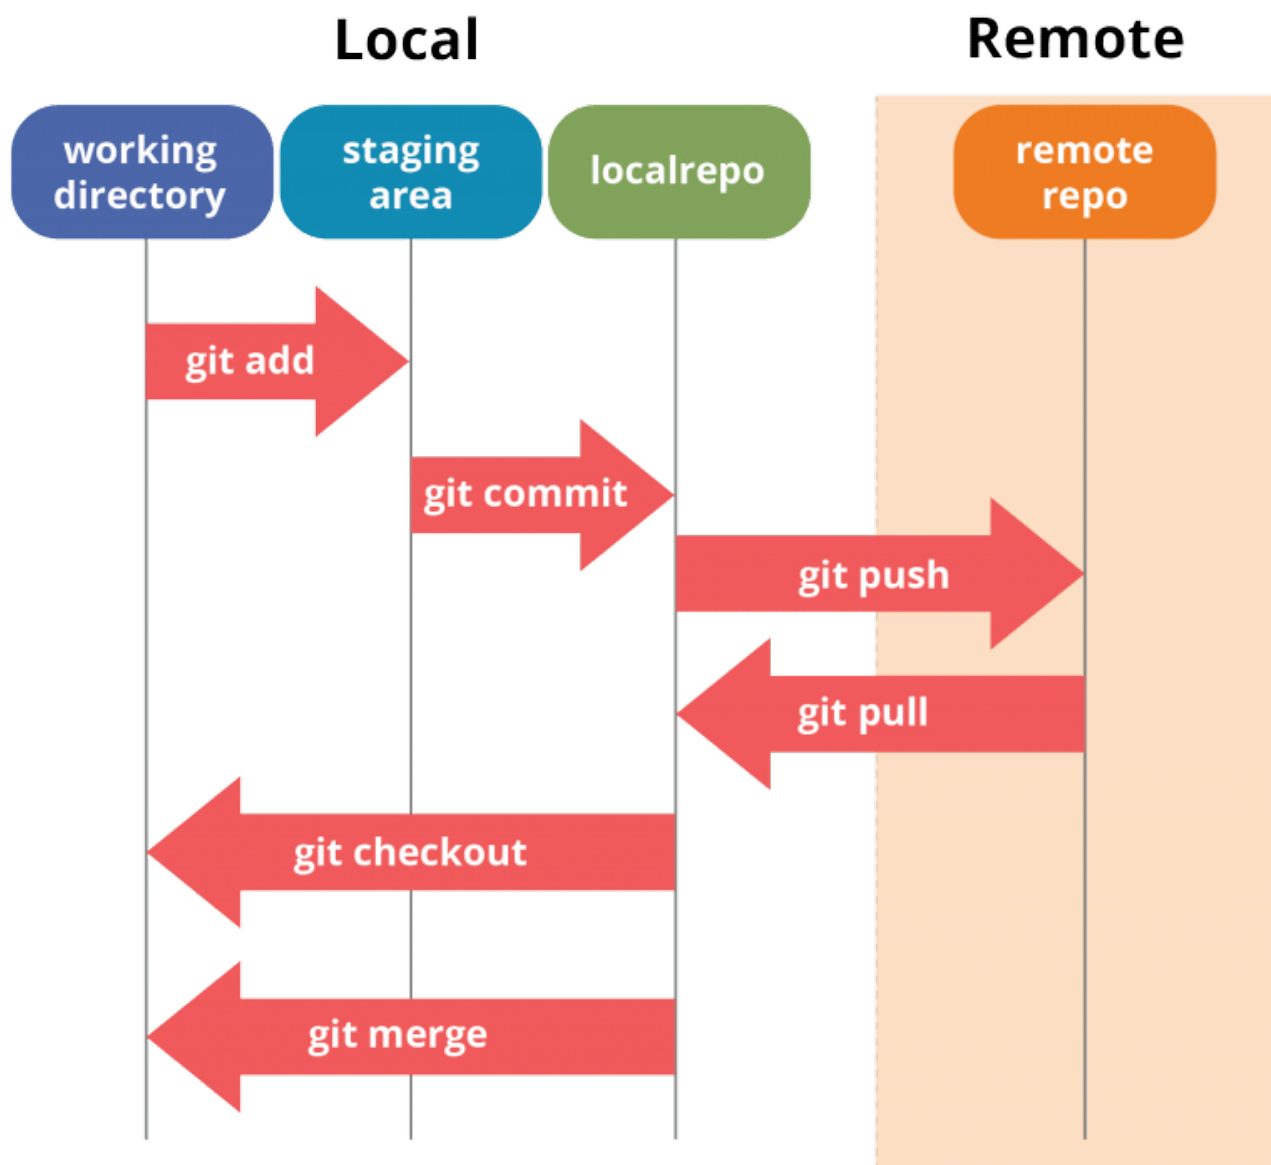 Local
Remote
working
directory
staging
area
localrepo
remote
repo
git add
git commit
git push
git pull
git checkout
git merge